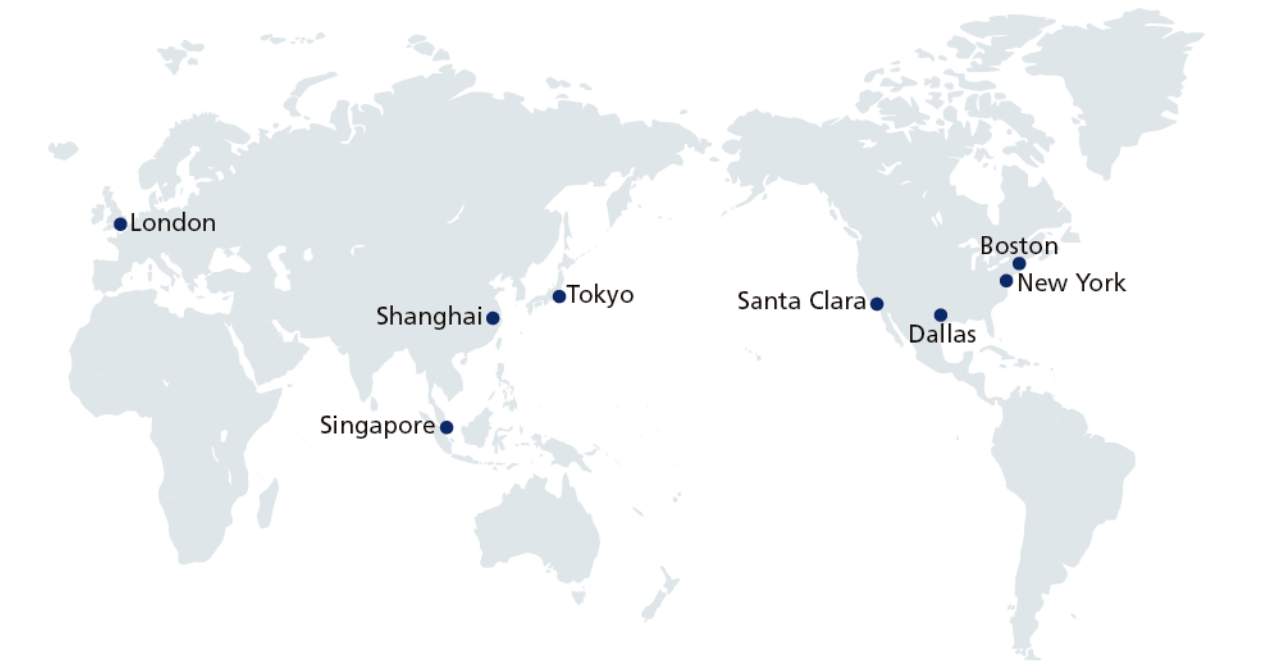 London
Boston
New York
Tokyo
Santa Clara
Shanghai
Dallas
Singapore